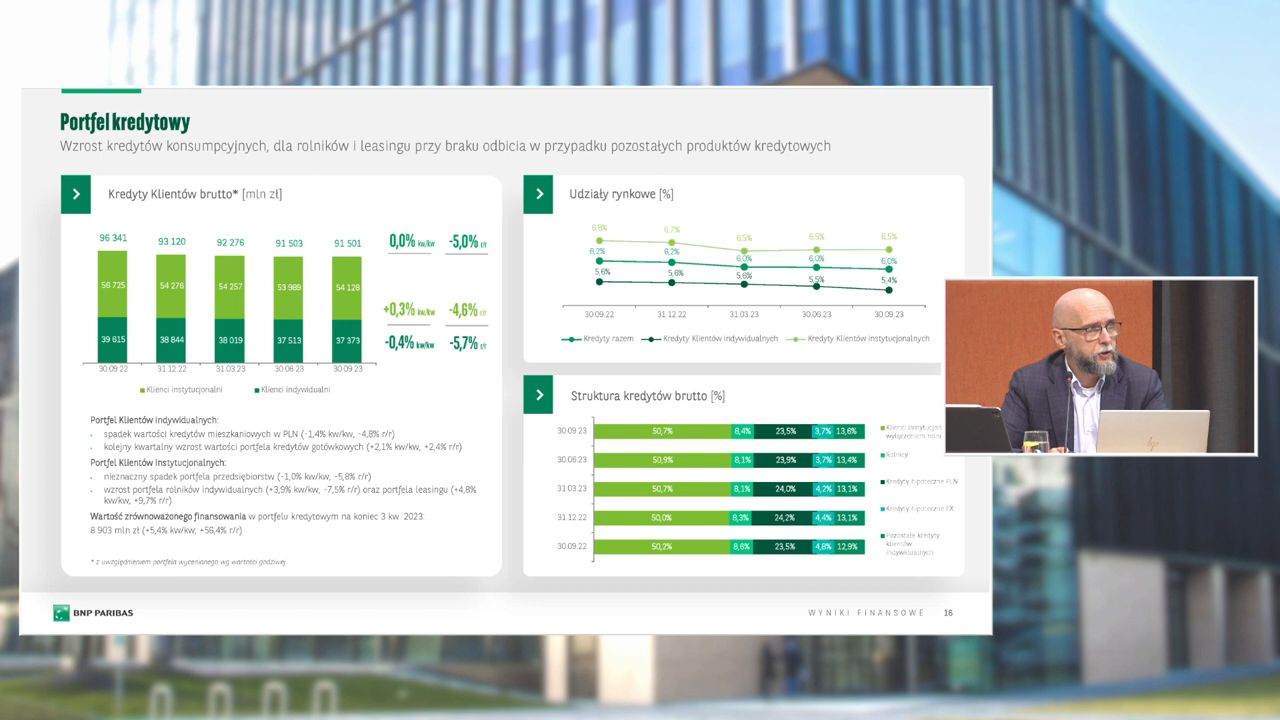 Portfel kredytowy
Wzrost kredytów konsumpcyjnych, dla rolników i leasingu przy braku odbicia w przypadku pozostałych produktów kredytowych
Kredyty Klientów brutto* [mln zł]
96 341 93 120 92 276 91 503 91 501
56 725 54 276 54 257 53 989 54 128
39 615 38 844 38 019 37 513 37 373
30.09.22 31.12.22 31.03.23 30.06.23 30.09.23
Klienci instytucjonalni Klienci indywidualni
0,0% kw/kw -5,0% r/r
+0,3% kw/kw -4,6% r/r
-0,4% kw/kw -5,7% r/r
Portfel Klientów indywidualnych:
spadek wartości kredytów mieszkaniowych w PLN (-1,4% kw/kw, -4,8% r/r)
kolejny kwartalny wzrost wartości portfela kredytów gotówkowych (+2,1% kw/kw, +2,4% r/r)
Portfel Klientów Instytucjonalnych:
nieznaczny spadek portfela przedsiębiorstw (-1,0% kw/kw, -5,8% r/r)
wzrost portfela rolników indywidualnych (+3,9% kw/kw, -7,5% r/r) oraz portfela leasingu (+4,8%
kw/kw, +9,7% r/r)
Wartość zrównoważonego finansowania w portfelu kredytowym na koniec 3 kw. 2023:
8 903 mln zł (+5,4% kw/kw, +56,4% r/r)
* z uwzględnieniem portfela wycenianego wg wartości godziwej
Udziały rynkowe [%]
6,8% 6,7% 6,5% 6,5% 6,5%
6,2% 6,2% 6,0% 6,0% 6,0%
5,6% 5,6% 5,6% 5,5% 5,4%
30.09.22 31.12.22 31.03.23 30.06.23 30.09.23
Kredyty razem Kredyty Klientów indywidualnych Kredyty Klientów instytucjonalnych
Struktura kredytów brutto [%]
30.09.23 50,7% 8,4% 23,5% 3,7% 13,6%
30.06.23 50,9% 8,1% 23,9% 3,7% 13,4%
31.03.23 50,7% 8,1% 24,0% 4,2% 13,1%
31.12.22 50,0% 8,3% 24,2% 4,4% 13,1%
30.09.22 50,2% 8,6% 23,5% 4,8% 12,9%
Klienci instytucjon
wyłączeniem rolni
Rolnicy
Kredyty hipoteczne PLN
Kredyty hipoteczne FX
Pozostałe kredyty
klientów
indywidualnych
BNP PARIBAS
WYNIKI FINANSOWE 16
hp